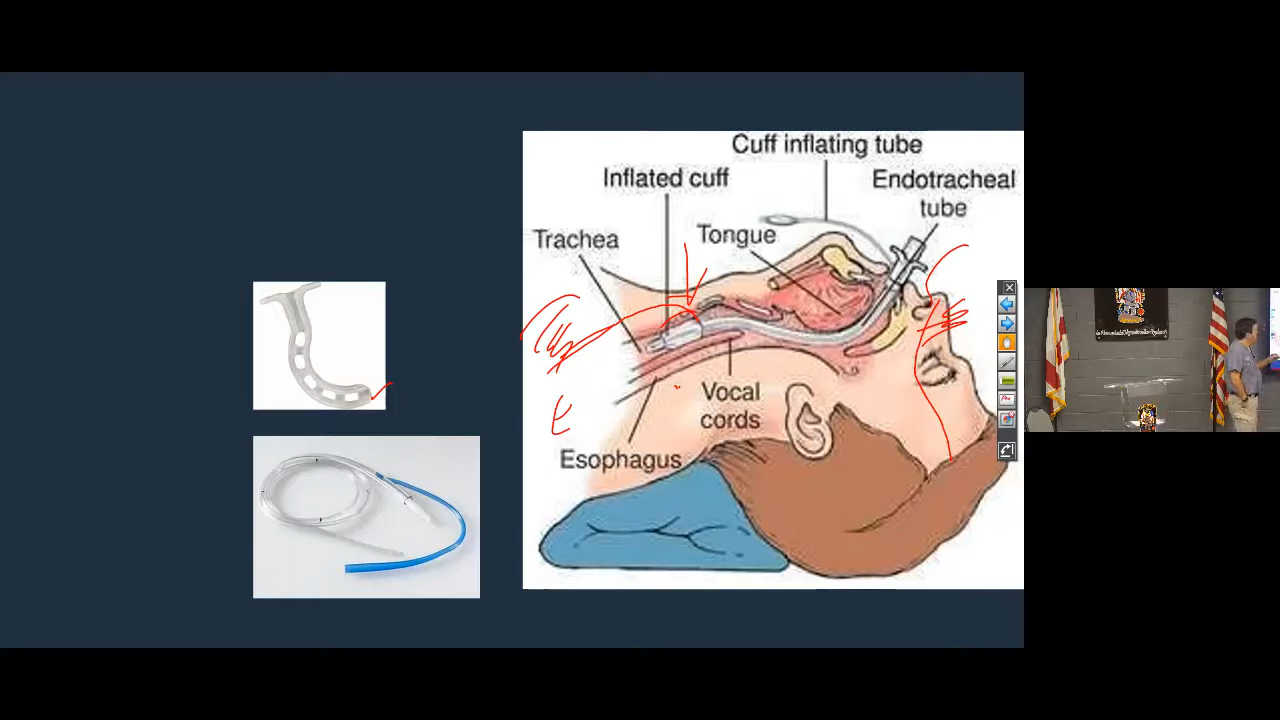 Cuff inflating tube
Inflated cuff
Endotracheal
tube
Trachea
Tongue
Vocal
cords
Esophagus
E